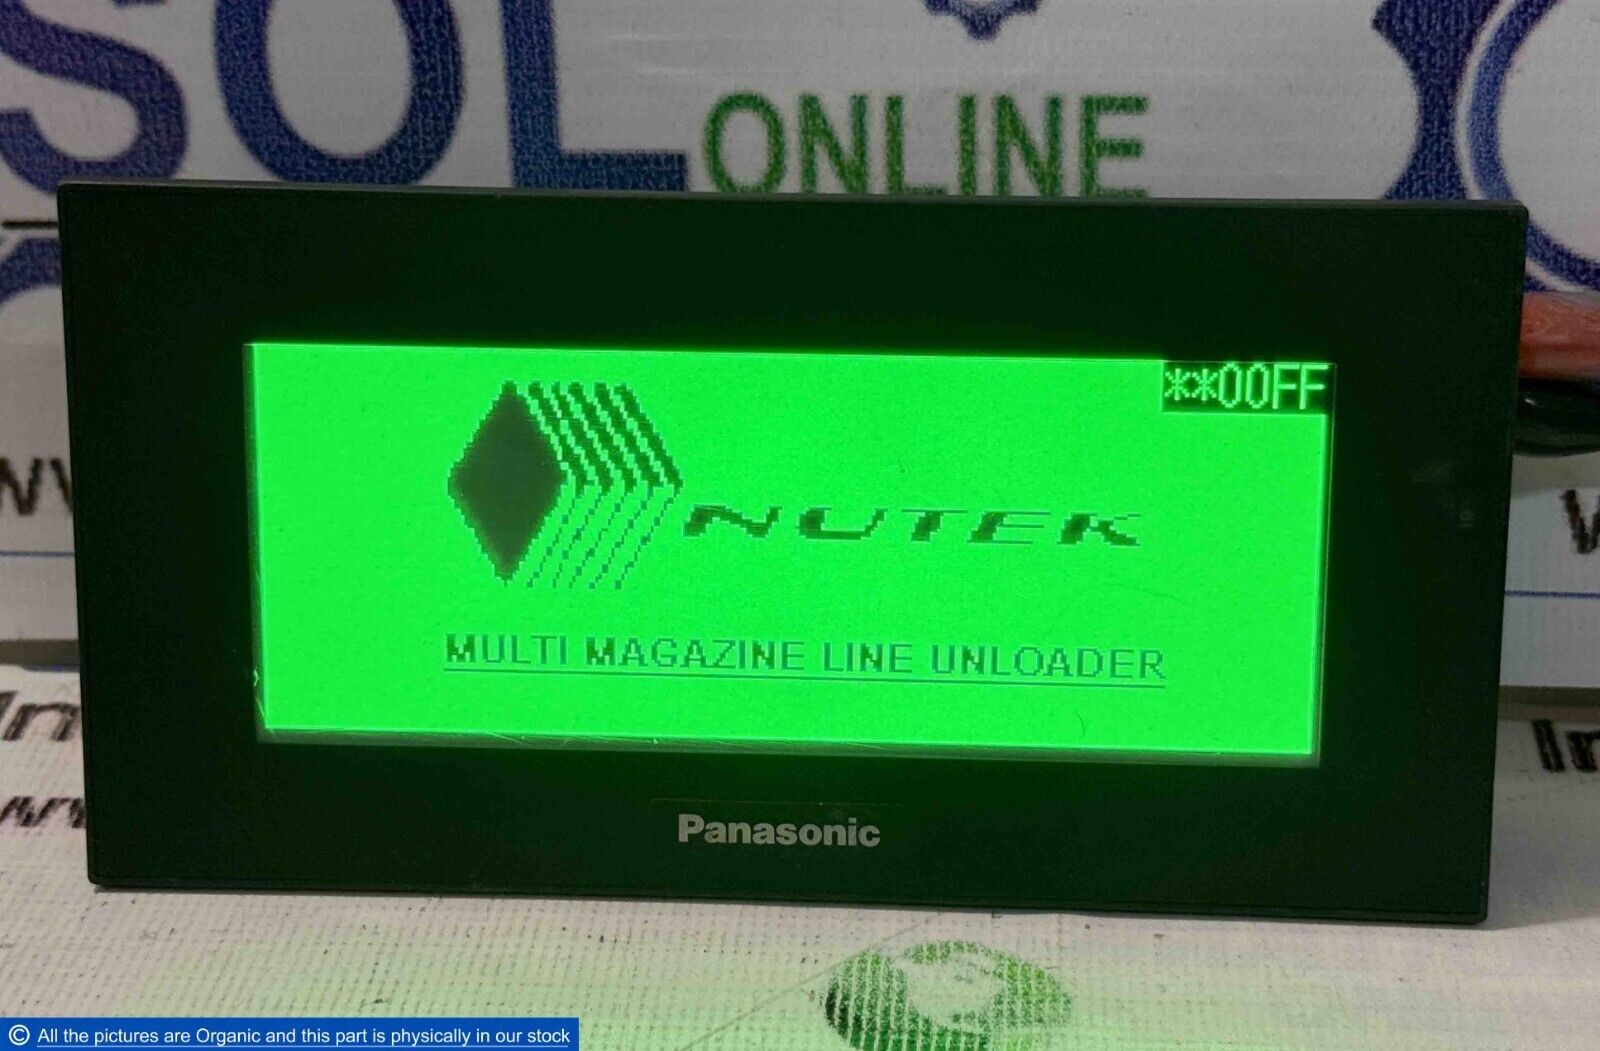 SOL
ONLINE
**00FF
NUTEK
MULTI MAGAZINE LINE UNLOADER
Panasonic
© All the pictures are Organic and this part is physically in our stock